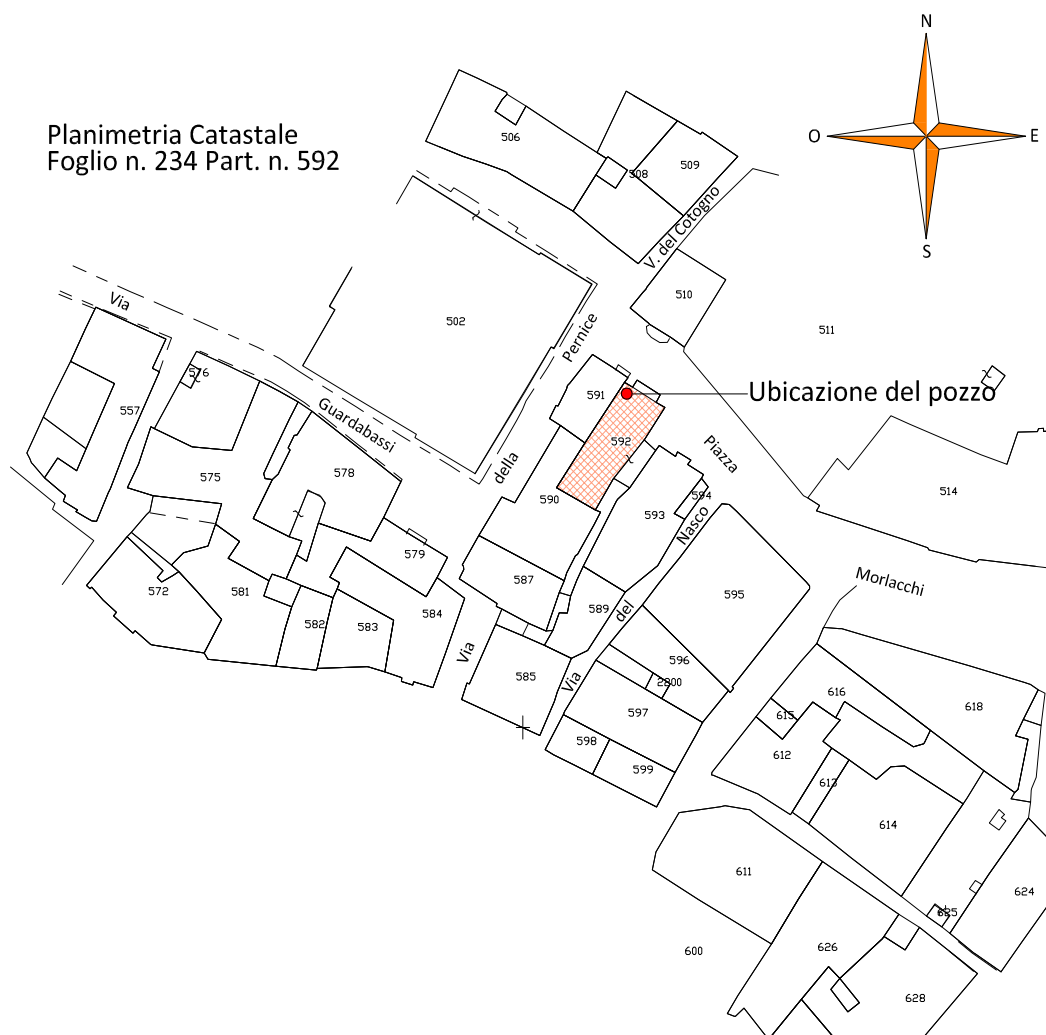 N
Planimetria Catastale
Foglio n. 234 Part. n. 592
O
E
S
506
508
509
V. del Cotogno
510
511
502
Via
Guardabassi
Pernice
della
Via
Ubicazione del pozzo
591
592
590
593
594
Piazza
Morlacchi
514
557
576
575
578
579
572
581
582
583
584
587
589
585
Nasco
del
Via
595
596
2800
597
598
599
616
615
618
612
613
614
611
600
624
625
626
628